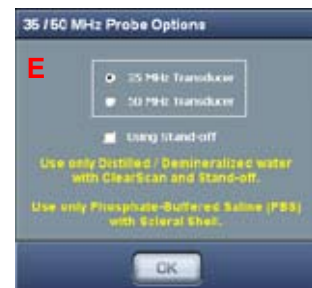 35 / 50 MHz Probe Options
E
35 MHz Transducer
50 MHz Transducer
Using Stand-off
Use only Distilled / Demineralized water
with ClearScan and Stand-off.
Use only Phosphate-Buffered Saline (PBS)
with Scleral Shell.
OK